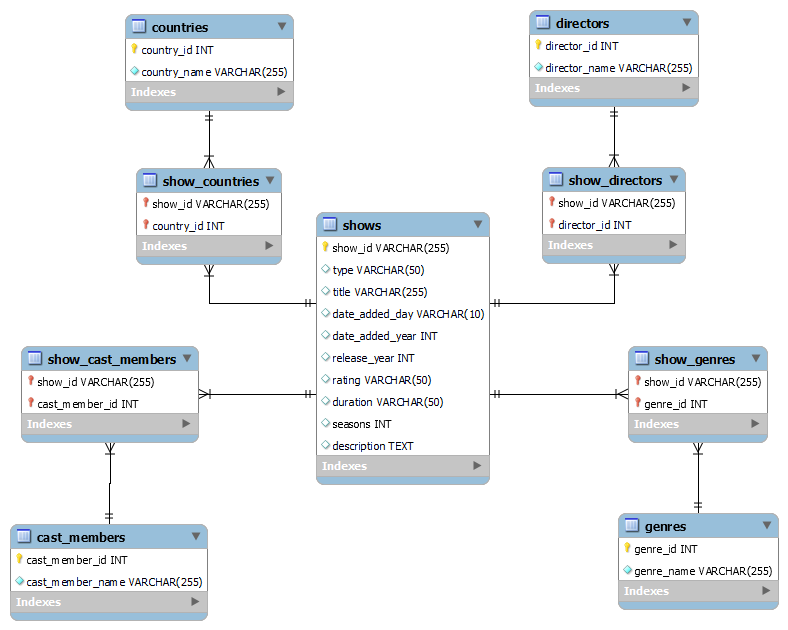 countries
country_id INT
country_name VARCHAR(255)
Indexes
directors
director_id INT
director_name VARCHAR(255)
Indexes
show_countries
show_id VARCHAR(255)
country_id INT
Indexes
show_directors
show_id VARCHAR(255)
director_id INT
Indexes
shows
show_id VARCHAR(255)
type VARCHAR(50)
title VARCHAR(255)
date_added_day VARCHAR(10)
date_added_year INT
release_year INT
rating VARCHAR(50)
duration VARCHAR(50)
seasons INT
description TEXT
Indexes
show_cast_members
show_id VARCHAR(255)
cast_member_id INT
Indexes
show_genres
show_id VARCHAR(255)
genre_id INT
Indexes
cast_members
cast_member_id INT
cast_member_name VARCHAR(255)
Indexes
genres
genre_id INT
genre_name VARCHAR(255)
Indexes